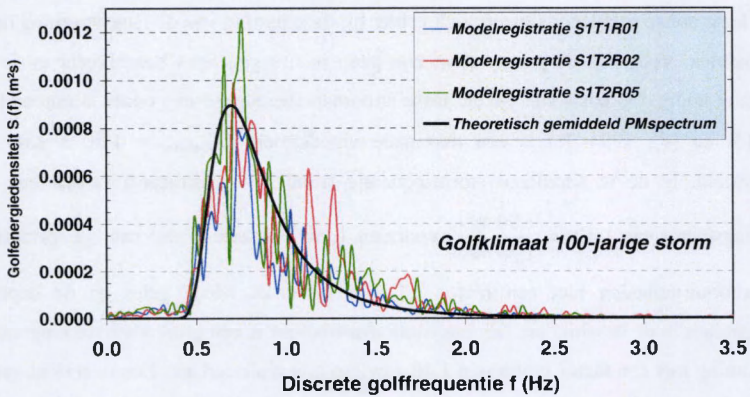 Golfenergiedensiteit S (f) (m²s)
0.0012
0.0010
0.0008
0.0006
0.0004
0.0002
0.0000
Modelregistratie S1T1R01
Modelregistratie S1T2R02
Modelregistratie S1T2R05
Theoretisch gemiddeld PMspectrum
Golfklimaat 100-jarige storm
0.0 0.5 1.0 1.5 2.0 2.5 3.0 3.5
Discrete golffrequentie f (Hz)